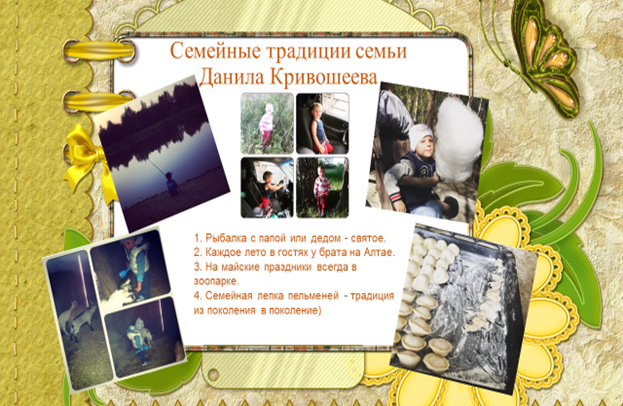 Семейные традиции семьи
Данила Кривошеева
1. Рыбалка с папой или дедом - святое.
2. Каждое лето в гостях у брата на Алтае.
3. На майские праздники всегда в
зоопарке.
4. Семейная лепка пельменей - традиция
из поколения в поколение)